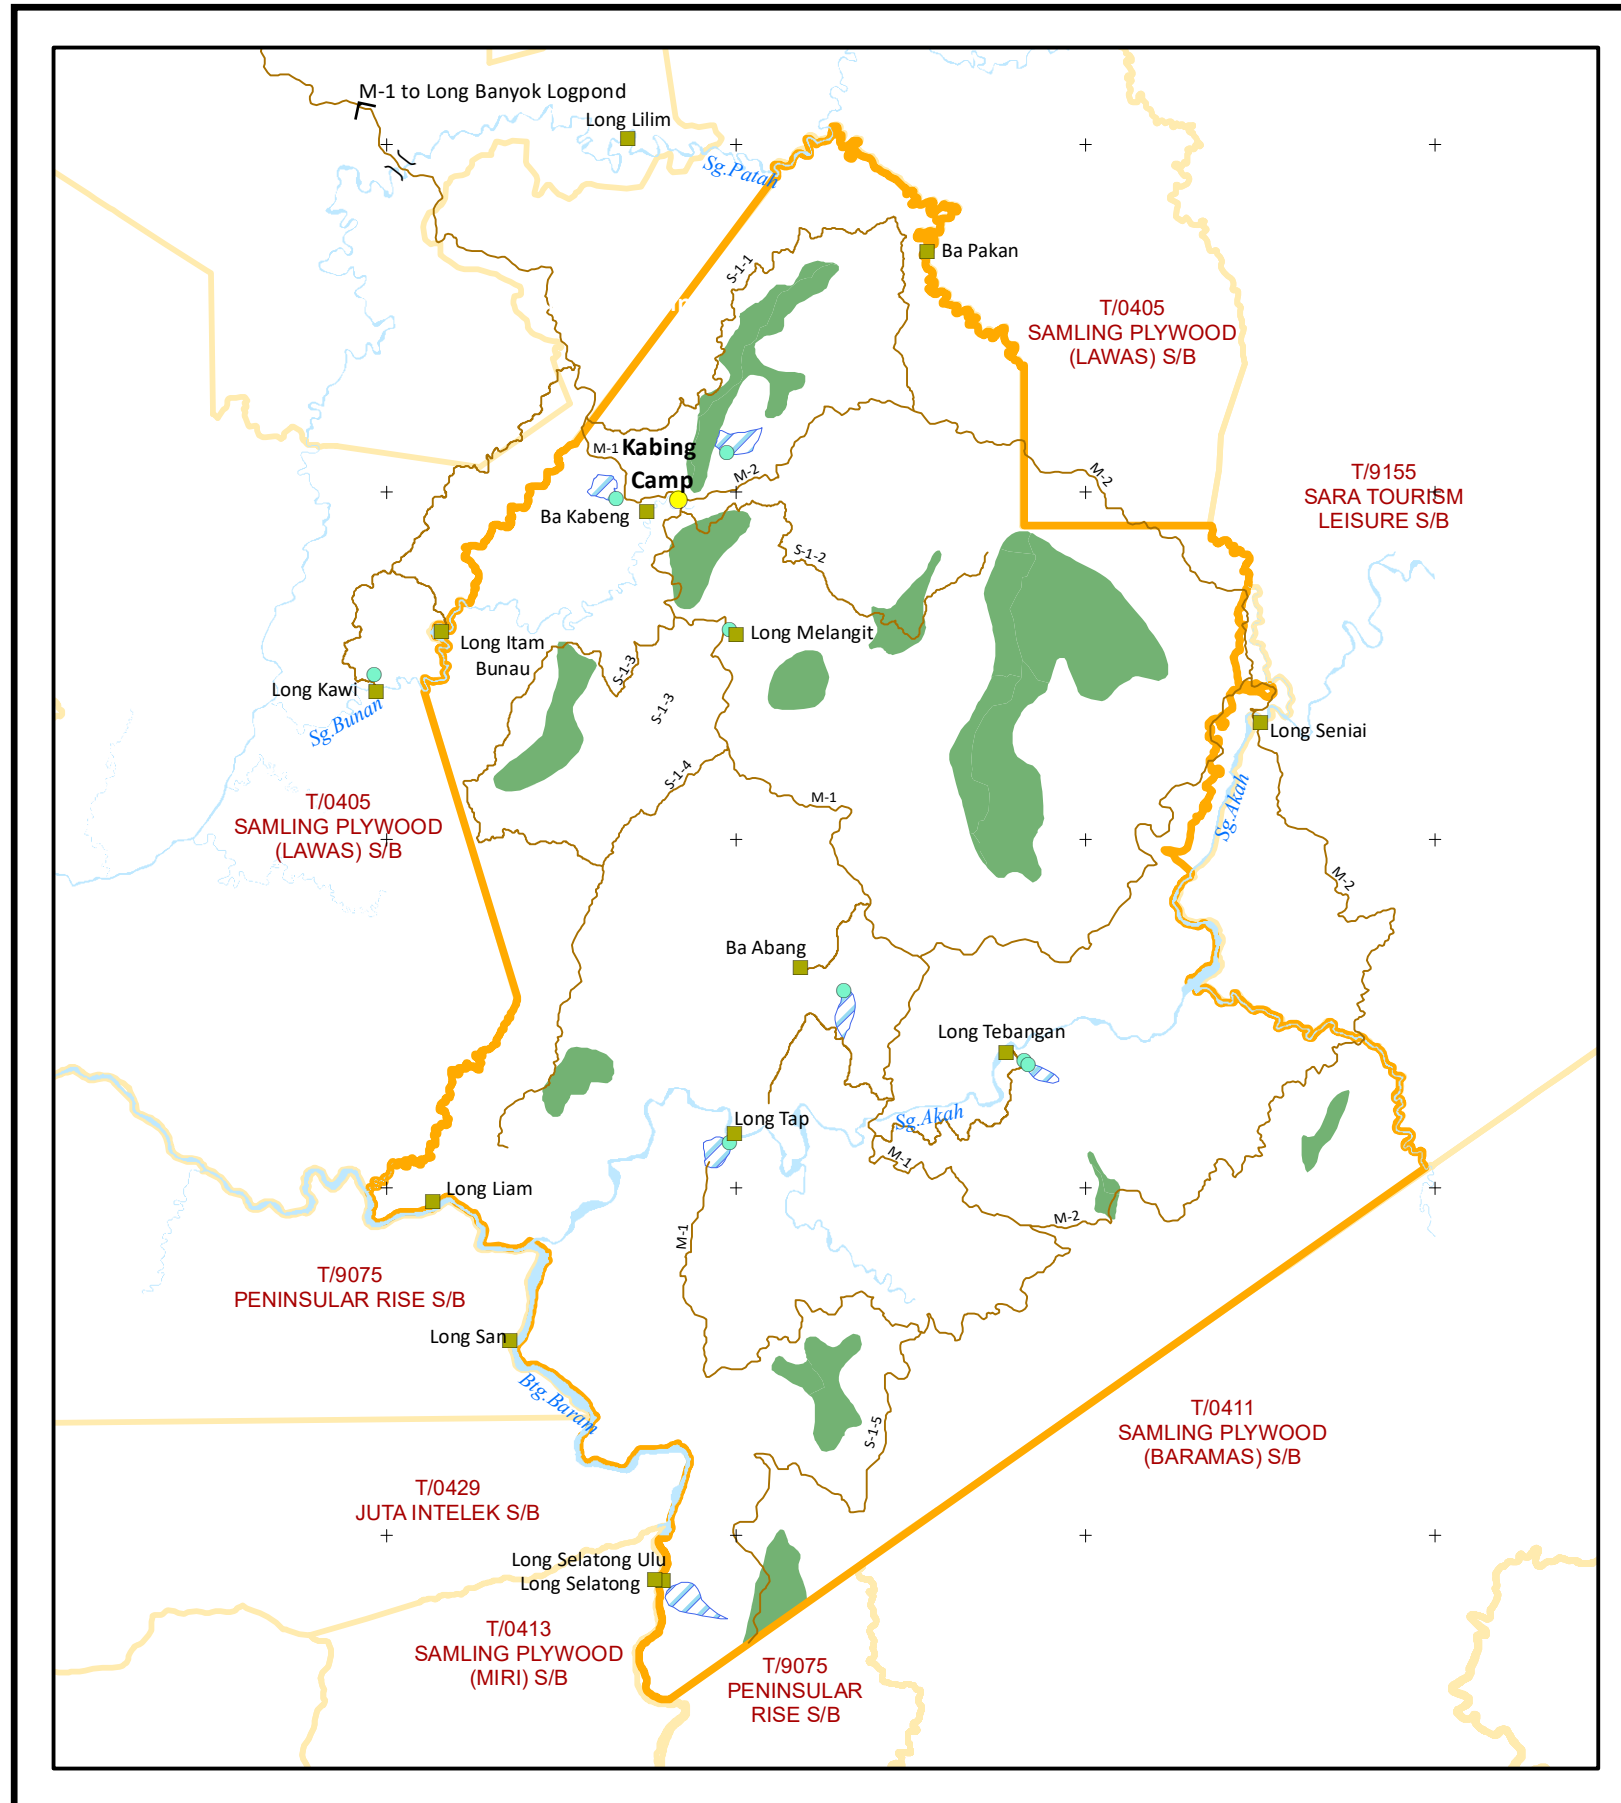 M-1 to Long Banyok Logpond
Long Lilim
Sg.Patah
Ba Pakan
S-1-1
T/0405
SAMLING PLYWOOD
(LAWAS) S/B
M-1
Kabing
Camp
M-2
M-2
T/9155
SARA TOURISM
LEISURE S/B
Ba Kabeng
S-1-2
Long Itam
Bunau
Long Melangit
S-1-3
S-1-3
Long Kawi
Sg.Bunan
Long Seniai
S-1-4
M-1
Sg.Akah
T/0405
SAMLING PLYWOOD
(LAWAS) S/B
M-2
Ba Abang
Long Tebangan
Sg.Akah
Long Tap
M-1
Long Liam
M-2
M-1
T/9075
PENINSULAR RISE S/B
Long San
Btg.Baram
S-1-5
T/0411
SAMLING PLYWOOD
(BARAMAS) S/B
T/0429
JUTA INTELEK S/B
Long Selatong Ulu
Long Selatong
T/0413
SAMLING PLYWOOD
(MIRI) S/B
T/9075
PENINSULAR
RISE S/B